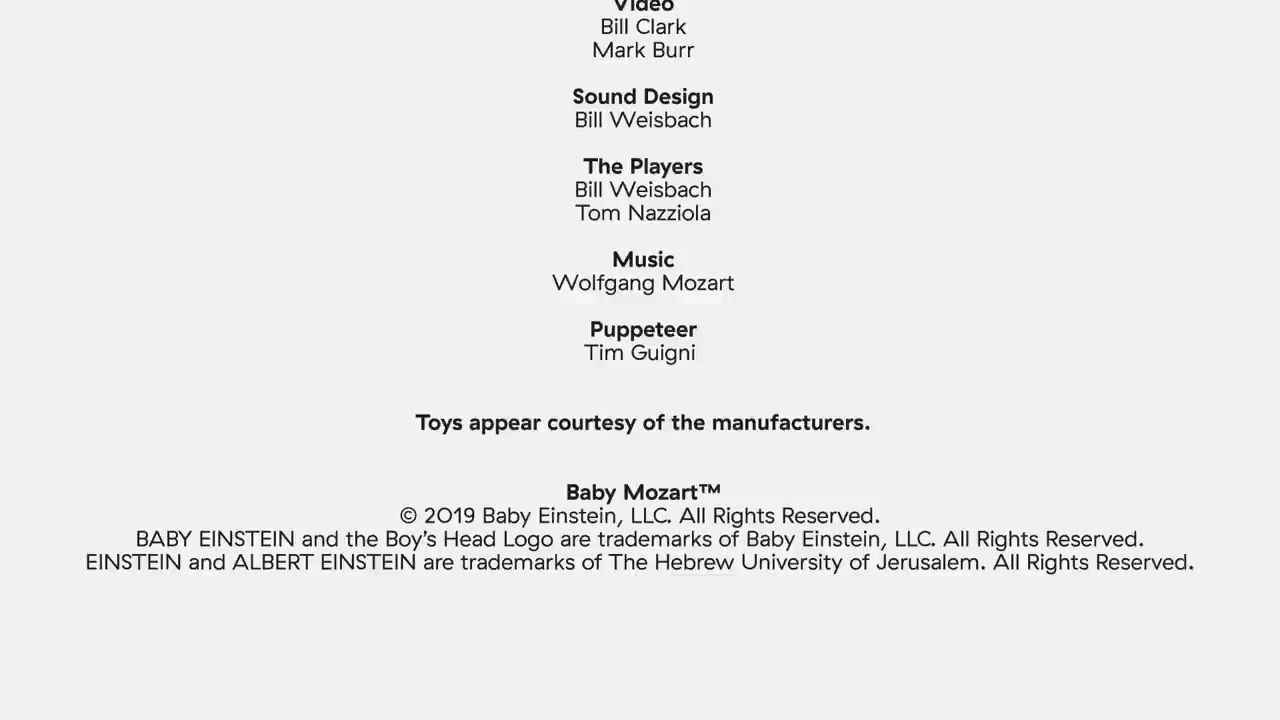 Video
Bill Clark
Mark Burr
Sound Design
Bill Weisbach
The Players
Bill Weisbach
Tom Nazziola
Music
Wolfgang Mozart
Puppeteer
Tim Guigni
Toys appear courtesy of the manufacturers.
Baby Mozart™
© 2019 Baby Einstein, LLC. All Rights Reserved.
BABY EINSTEIN and the Boy's Head Logo are trademarks of Baby Einstein, LLC. All Rights Reserved.
EINSTEIN and ALBERT EINSTEIN are trademarks of The Hebrew University of Jerusalem. All Rights Reserved.